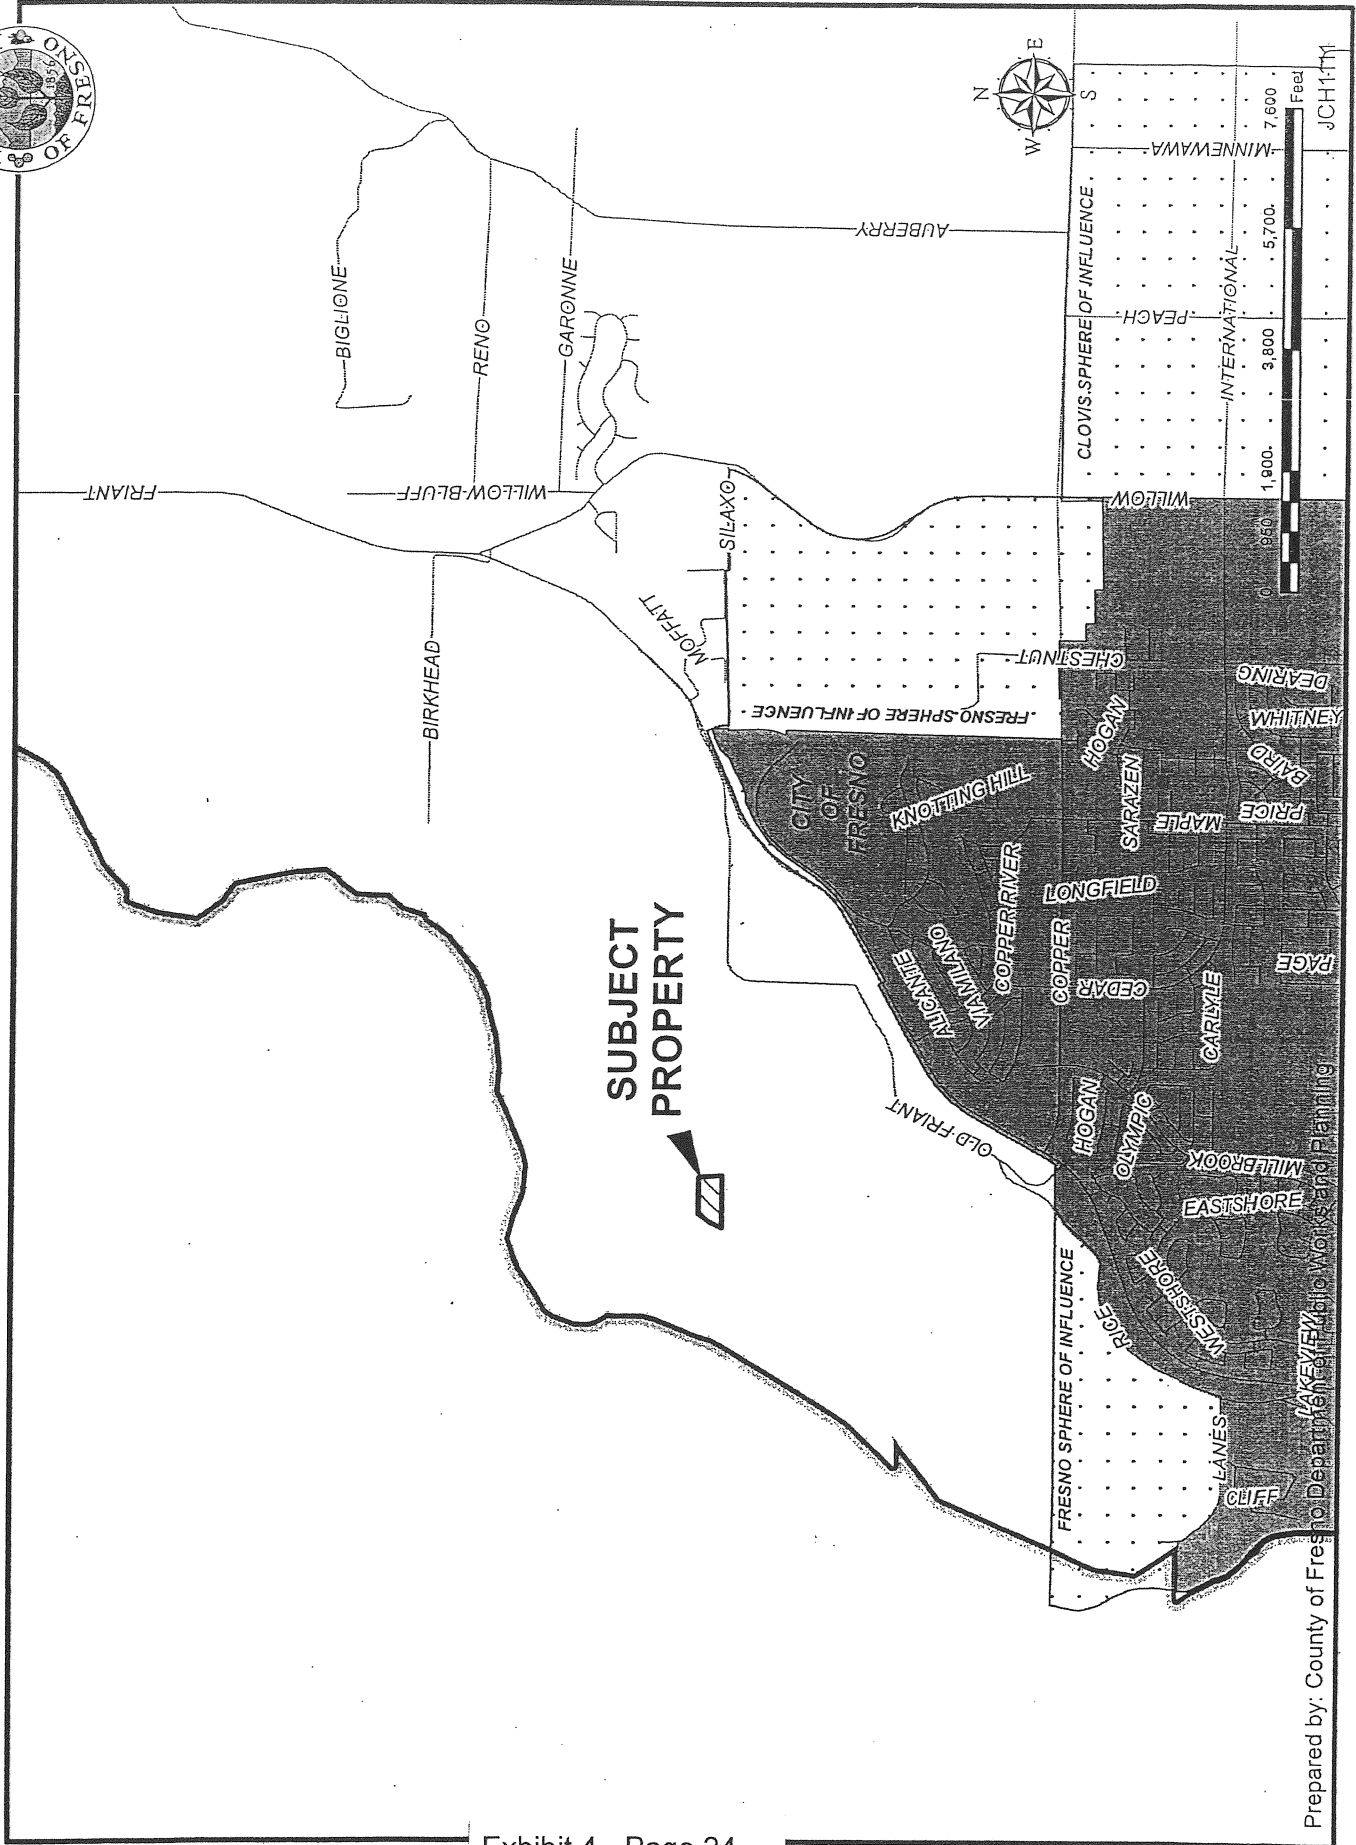 OF FRESNO
1856
FRIANT
BIGLIONE
RENO
GARONNE
WILLOW BLUFF
AUBERRY
BIRKHEAD
MOFFATT
SILAXO
N
E
S
W
CLOVIS SPHERE OF INFLUENCE
MINNEWAWA
PEACH
INTERNATIONAL
WILLOW
FRESNO SPHERE OF INFLUENCE
CHESTNUT
CITY
OF
FRESNO
KNOTTING HILL
HOGAN
DEARING
WHITNEY
BAIRD
PRICE
SARAZEN
MAPLE
LONGFIELD
COPPER RIVER
COPPER
ALICANTE
VIA MILANO
CEDAR
CARLYLE
PAGE
SUBJECT
PROPERTY
OLD FRIANT
HOGAN
OLYMPIC
MILLBROOK
EASTSHORE
WESTSHORE
RICE
LAKEVIEW
LANES
CLIFF
FRESNO SPHERE OF INFLUENCE
0 950 1,900 3,800 5,700 7,600
Feet
Prepared by: County of Fresno Department of Public Works and Planning
JCH1111
Exhibit 4 - Page 24